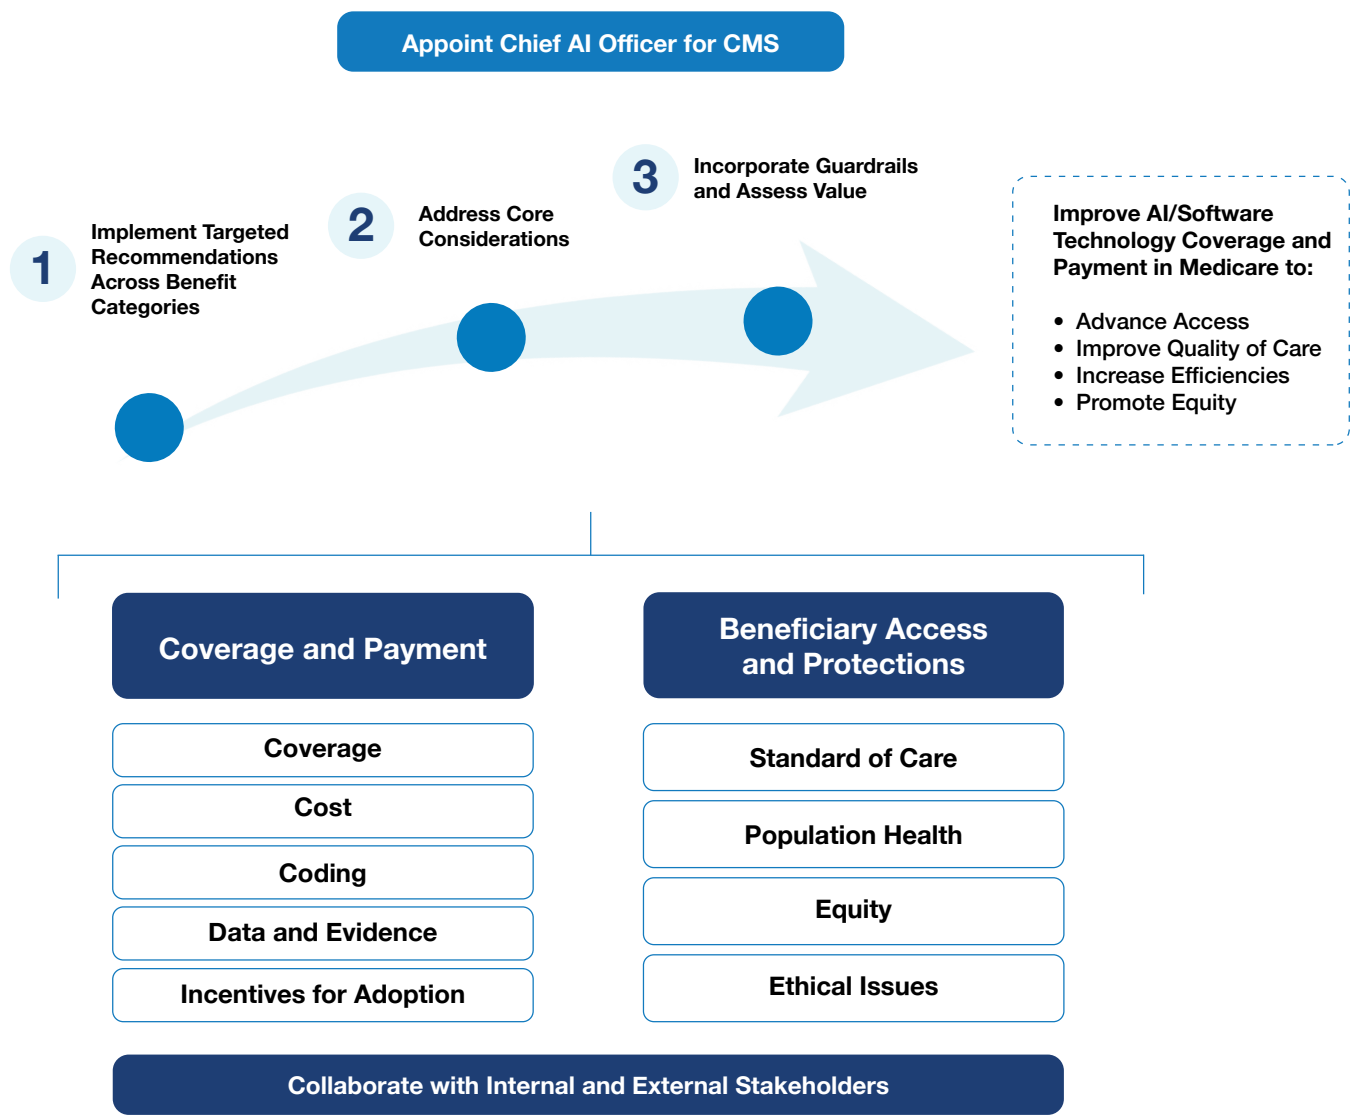 Appoint Chief AI Officer for CMS
1
Implement Targeted
Recommendations
Across Benefit
Categories
2
Address Core
Considerations
3
Incorporate Guardrails
and Assess Value
Improve AI/Software
Technology Coverage and
Payment in Medicare to:
• Advance Access
• Improve Quality of Care
• Increase Efficiencies
• Promote Equity
Coverage and Payment
Coverage
Cost
Coding
Data and Evidence
Incentives for Adoption
Beneficiary Access
and Protections
Standard of Care
Population Health
Equity
Ethical Issues
Collaborate with Internal and External Stakeholders